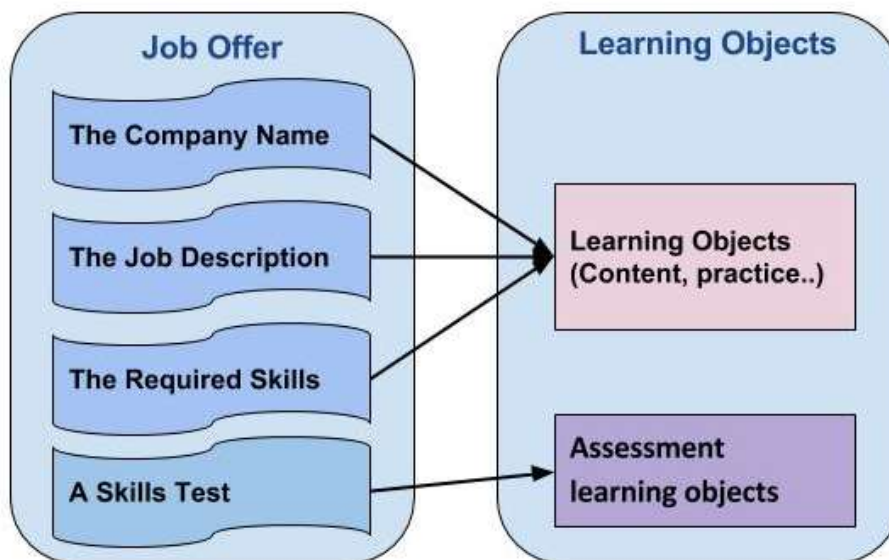 Job Offer
The Company Name
The Job Description
The Required Skills
A Skills Test
Learning Objects
Learning Objects
(Content, practice..)
Assessment
learning objects